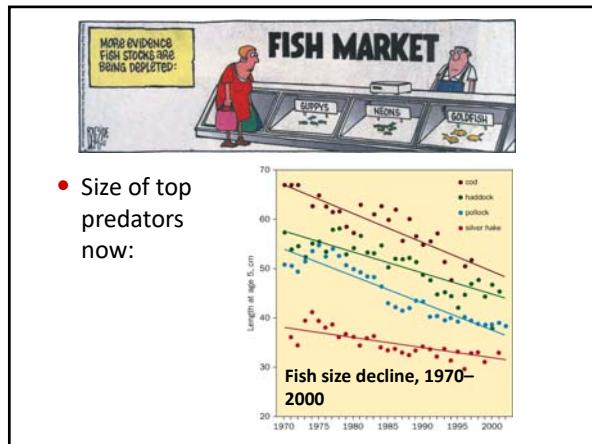 MORE EVIDENCE
FISH STOCKS ARE
BEING DEPLETED:
FISH MARKET
GUPPYS
NEONS
GOLDFISH
• Size of top
predators
now:
70
60
50
40
30
20
Length at age 5, cm
cod
haddock
pollock
silver hake
Fish size decline, 1970–
2000
1970
1975
1980
1985
1990
1995
2000